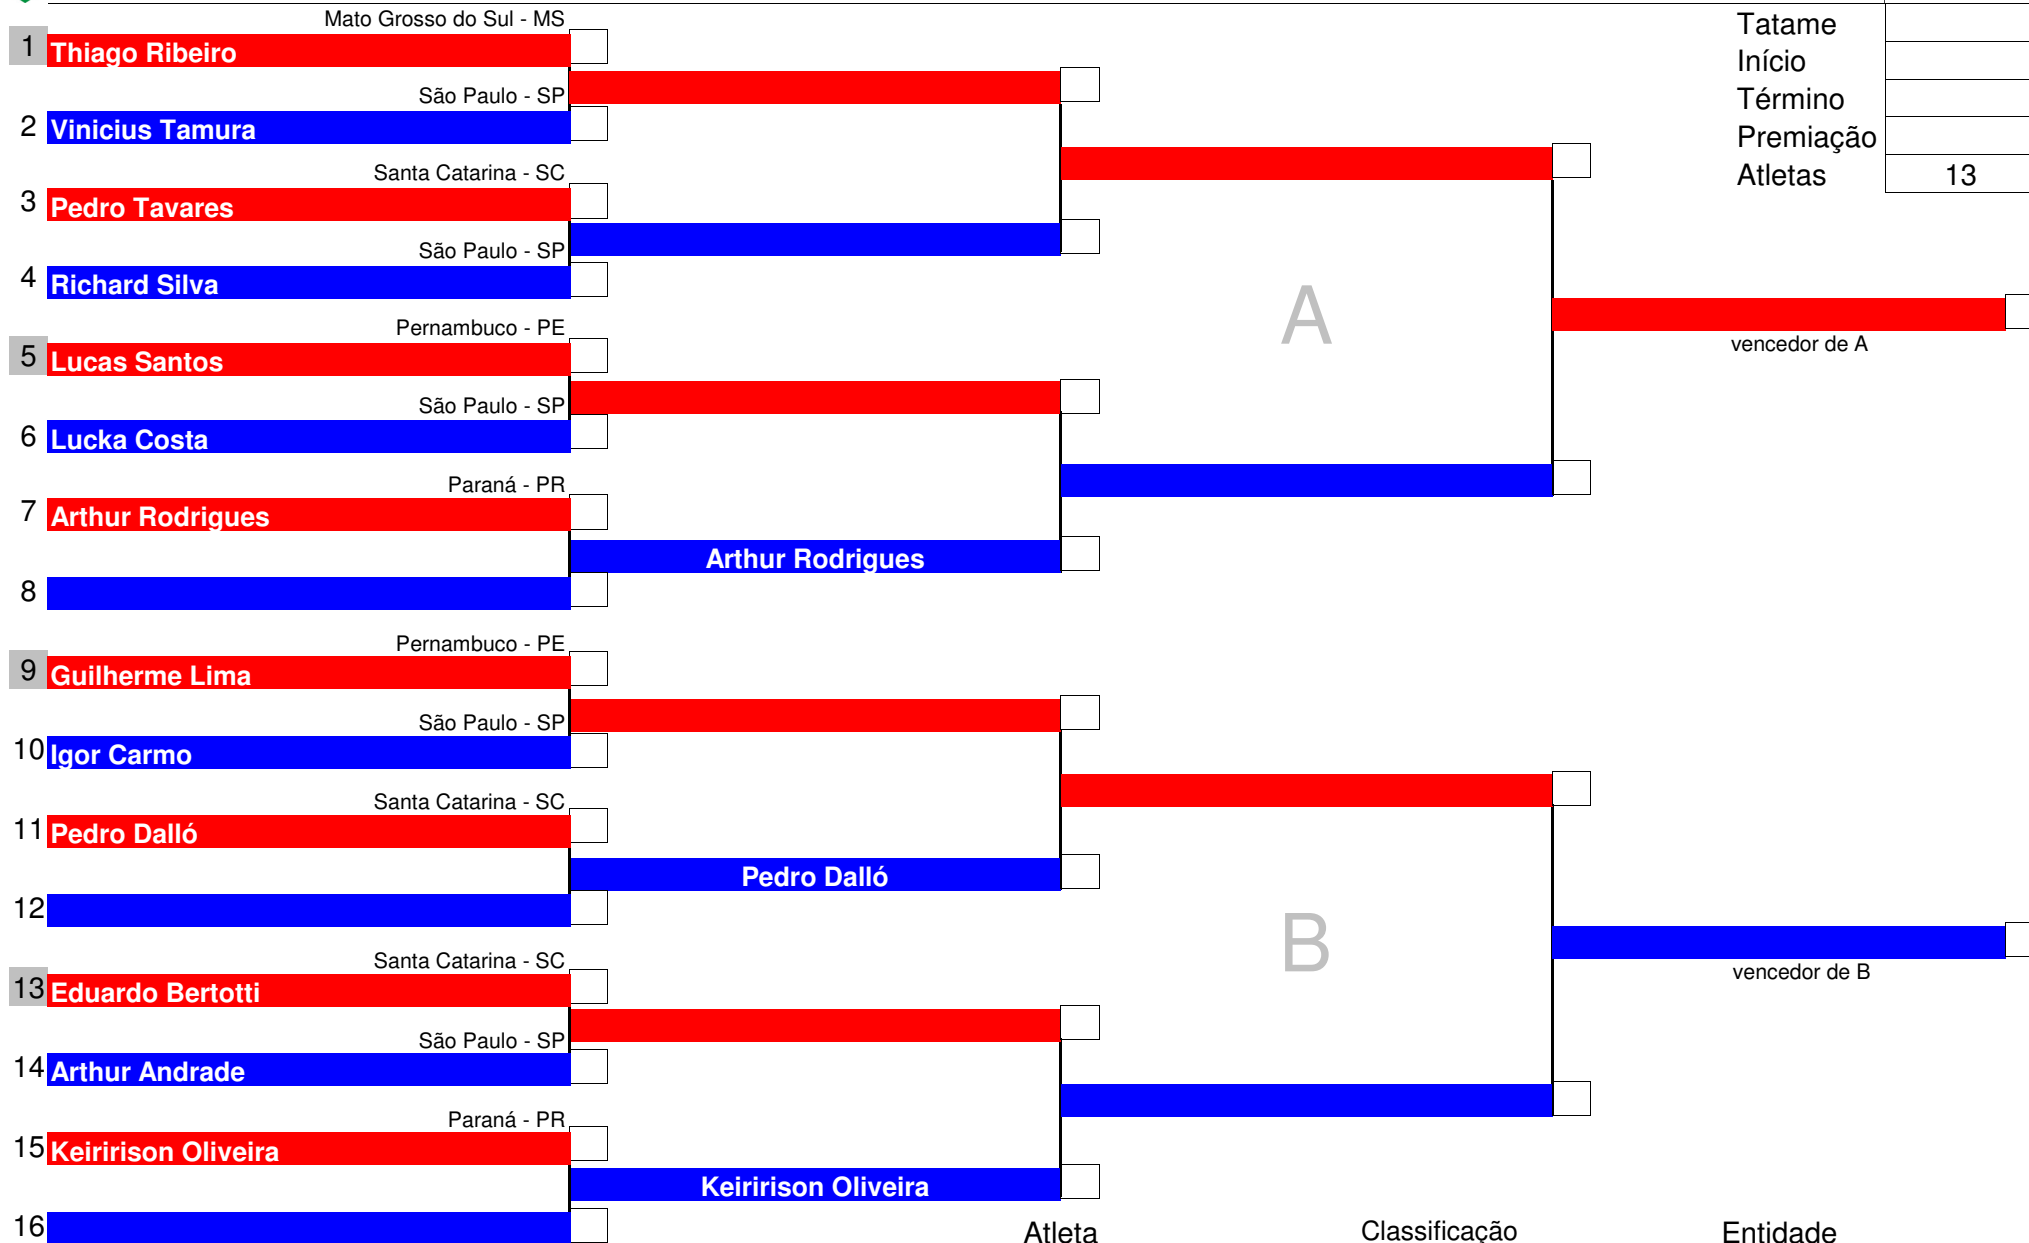 Mato Grosso do Sul - MS
1 Thiago Ribeiro
São Paulo - SP
2 Vinicius Tamura
Santa Catarina - SC
3 Pedro Tavares
São Paulo - SP
4 Richard Silva
Pernambuco - PE
5 Lucas Santos
São Paulo - SP
6 Lucka Costa
Paraná - PR
7 Arthur Rodrigues
Arthur Rodrigues
8
Pernambuco - PE
9 Guilherme Lima
São Paulo - SP
10 Igor Carmo
Santa Catarina - SC
11 Pedro Dalló
Pedro Dalló
12
Santa Catarina - SC
13 Eduardo Bertotti
São Paulo - SP
14 Arthur Andrade
Paraná - PR
15 Keiririson Oliveira
Keiririson Oliveira
16
A
vencedor de A
B
vencedor de B
Tatame
Início
Término
Premiação
Atletas 13
Atleta Classificação Entidade